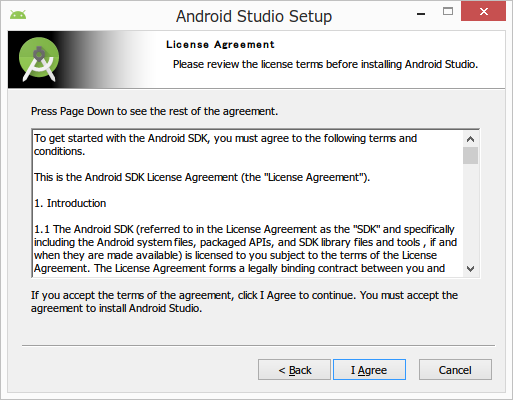 Android Studio Setup
License Agreement
Please review the license terms before installing Android Studio.
Press Page Down to see the rest of the agreement.
To get started with the Android SDK, you must agree to the following terms and
conditions.
This is the Android SDK License Agreement (the "License Agreement").
1. Introduction
1.1 The Android SDK (referred to in the License Agreement as the "SDK" and specifically
including the Android system files, packaged APIs, and SDK library files and tools , if and
when they are made available) is licensed to you subject to the terms of the License
Agreement. The License Agreement forms a legally binding contract between you and
If you accept the terms of the agreement, click I Agree to continue. You must accept the
agreement to install Android Studio.
< Back
I Agree
Cancel